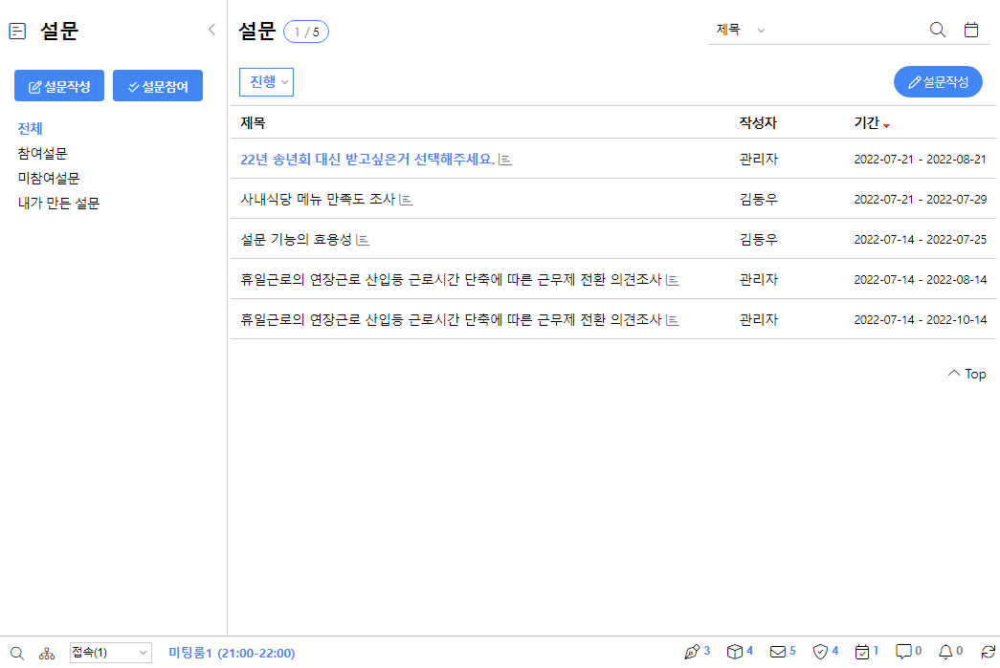 설문
설문작성 설문참여
전체
참여설문
미참여설문
내가 만든 설문
설문 1 / 5 제목
진행 설문작성
제목 작성자 기간
22년 송년회 대신 받고싶은거 선택해주세요. 관리자 2022-07-21 - 2022-08-21
사내식당 메뉴 만족도 조사 김동우 2022-07-21 - 2022-07-29
설문 기능의 효용성 김동우 2022-07-14 - 2022-07-25
휴일근로의 연장근로 산입등 근로시간 단축에 따른 근무제 전환 의견조사 관리자 2022-07-14 - 2022-08-14
휴일근로의 연장근로 산입등 근로시간 단축에 따른 근무제 전환 의견조사 관리자 2022-07-14 - 2022-10-14
Top
접속(1) 미팅룸1 (21:00-22:00) 3 4 5 4 1 0 0